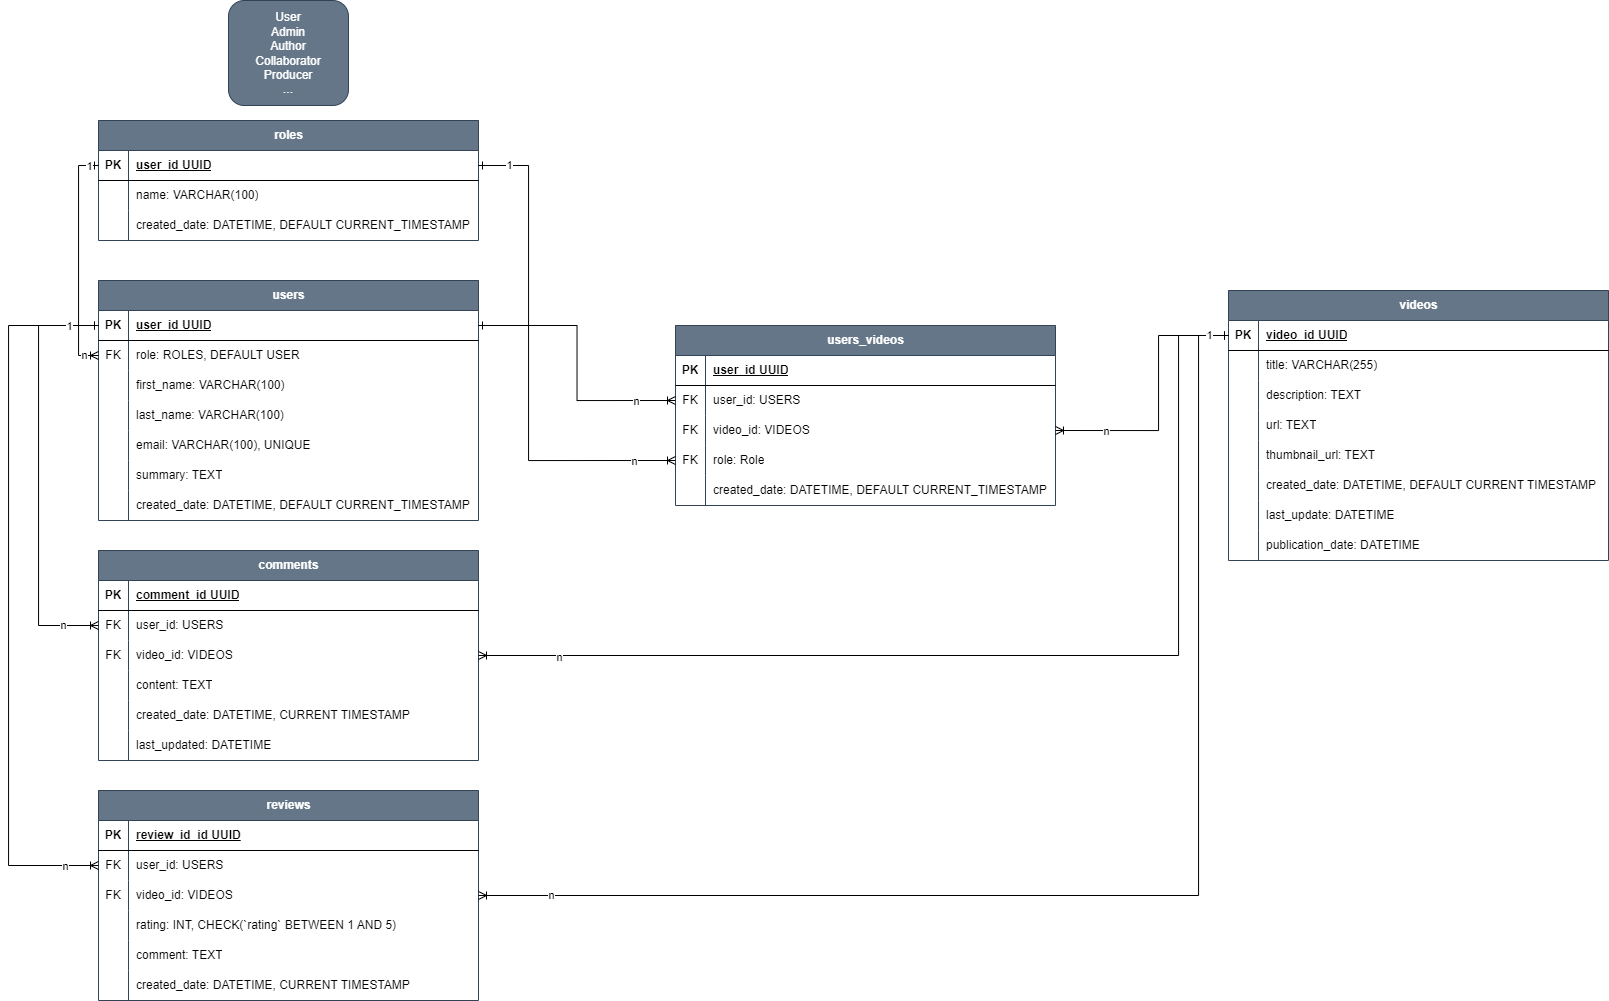 User
Admin
Author
Collaborator
Producer
...
roles
PK user_id UUID
name: VARCHAR(100)
created_date: DATETIME, DEFAULT CURRENT_TIMESTAMP
1
1
users
PK user_id UUID
FK role: ROLES, DEFAULT USER
first_name: VARCHAR(100)
last_name: VARCHAR(100)
email: VARCHAR(100), UNIQUE
summary: TEXT
created_date: DATETIME, DEFAULT CURRENT_TIMESTAMP
1
n
users_videos
PK user_id UUID
FK user_id: USERS
FK video_id: VIDEOS
FK role: Role
created_date: DATETIME, DEFAULT CURRENT_TIMESTAMP
n
n
n
videos
PK video_id UUID
title: VARCHAR(255)
description: TEXT
url: TEXT
thumbnail_url: TEXT
created_date: DATETIME, DEFAULT CURRENT TIMESTAMP
last_update: DATETIME
publication_date: DATETIME
1
comments
PK comment_id UUID
FK user_id: USERS
FK video_id: VIDEOS
content: TEXT
created_date: DATETIME, CURRENT TIMESTAMP
last_updated: DATETIME
n
n
reviews
PK review_id_id UUID
FK user_id: USERS
FK video_id: VIDEOS
rating: INT, CHECK(`rating` BETWEEN 1 AND 5)
comment: TEXT
created_date: DATETIME, CURRENT TIMESTAMP
n
n